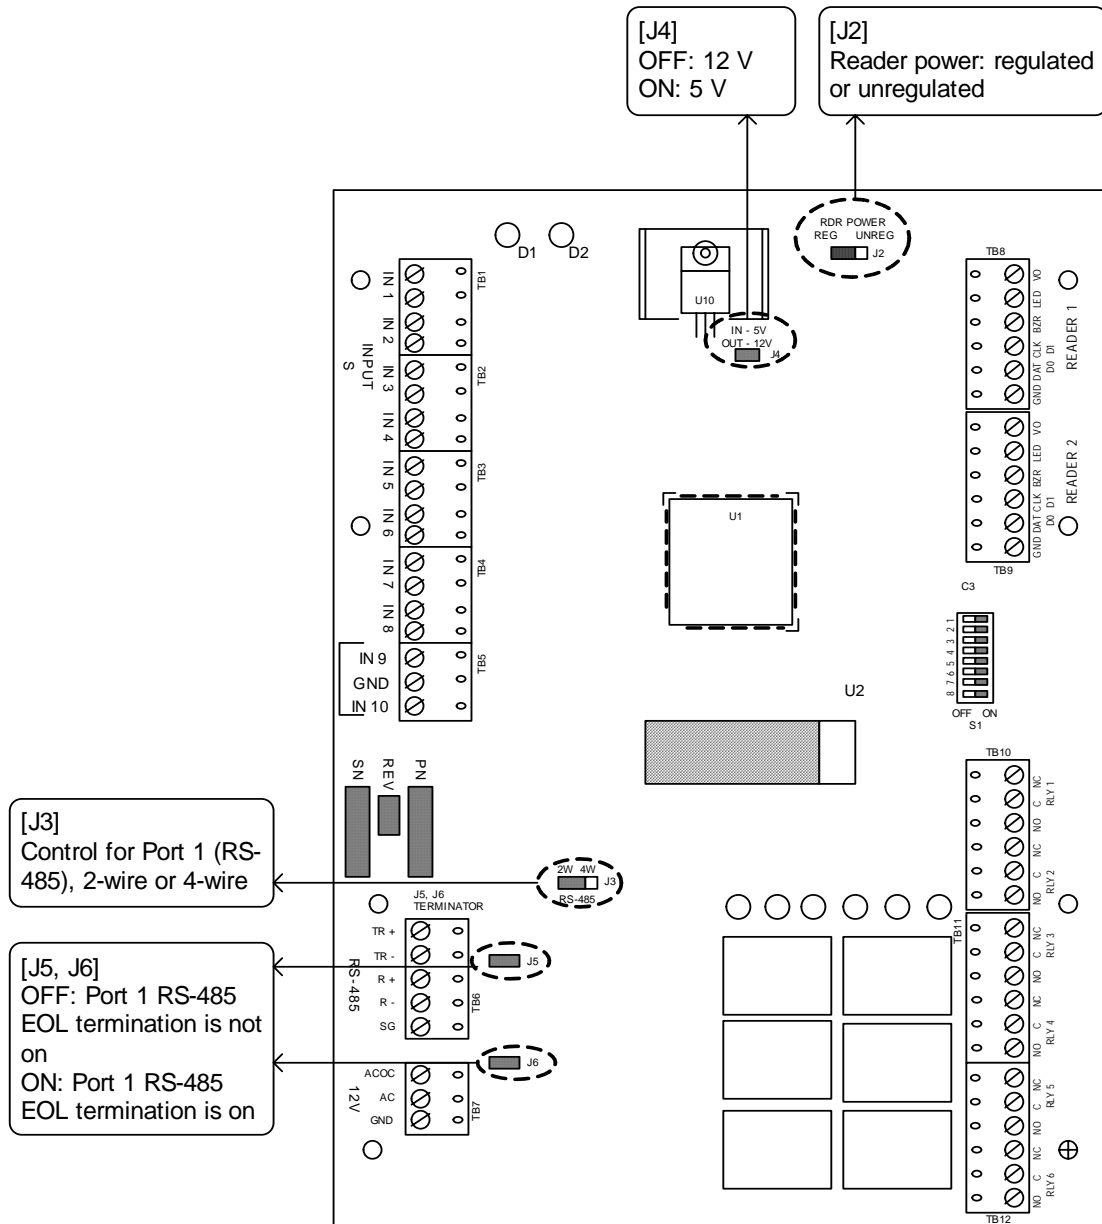 [J4]
OFF: 12 V
ON: 5 V
[J2]
Reader power: regulated
or unregulated
RDR POWER
REG UNREG
J2
D1 D2
U10
IN - 5V
OUT - 12V
J4
IN 1
IN 2
IN 3
IN 4
IN 5
IN 6
IN 7
IN 8
INPUT
S
TB1
TB2
TB3
TB4
TB5
IN 9
GND
IN 10
TB8
VO
LED
BZR
CLK D1
DAT D0
GND
READER 1
VO
LED
BZR
CLK D1
DAT D0
GND
READER 2
TB9
U1
C3
1
2
3
4
5
6
7
8
OFF ON
S1
U2
SN
REV
PN
[J3]
Control for Port 1 (RS-
485), 2-wire or 4-wire
2W 4W
J3
RS-485
J5, J6
TERMINATOR
TR +
TR -
R +
R -
SG
RS-485
TB6
J5
J6
[J5, J6]
OFF: Port 1 RS-485
EOL termination is not
on
ON: Port 1 RS-485
EOL termination is on
ACOC
AC
GND
12V
TB7
TB10
NC
C
NO
RLY 1
NC
C
NO
RLY 2
TB11
NC
C
NO
RLY 3
NC
C
NO
RLY 4
NC
C
NO
RLY 5
NC
C
NO
RLY 6
TB12